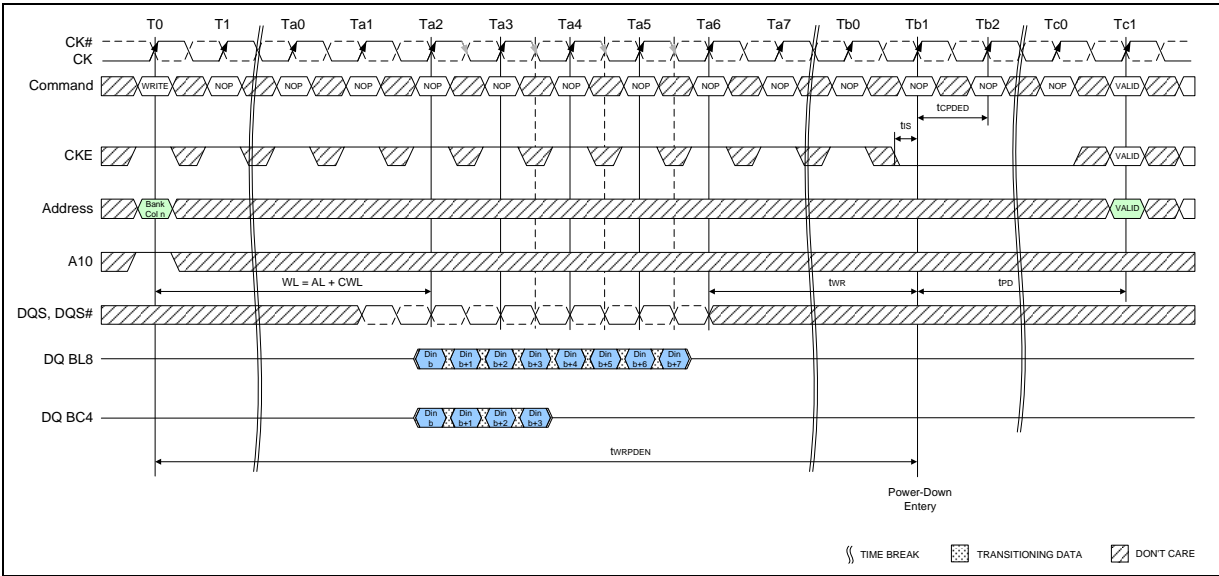 T0 T1 Ta0 Ta1 Ta2 Ta3 Ta4 Ta5 Ta6 Ta7 Tb0 Tb1 Tb2 Tc0 Tc1
CK#
CK
Command WRITE NOP NOP NOP NOP NOP NOP NOP NOP NOP NOP NOP NOP NOP VALID
tCPDED
tIS
CKE VALID
Address Bank Col n VALID
A10
WL = AL + CWL tWR tPD
DQS, DQS#
DQ BL8 Din b Din b+1 Din b+2 Din b+3 Din b+4 Din b+5 Din b+6 Din b+7
DQ BC4 Din b Din b+1 Din b+2 Din b+3
tWRPDEN
Power-Down
Entery
TIME BREAK TRANSITIONING DATA DON'T CARE